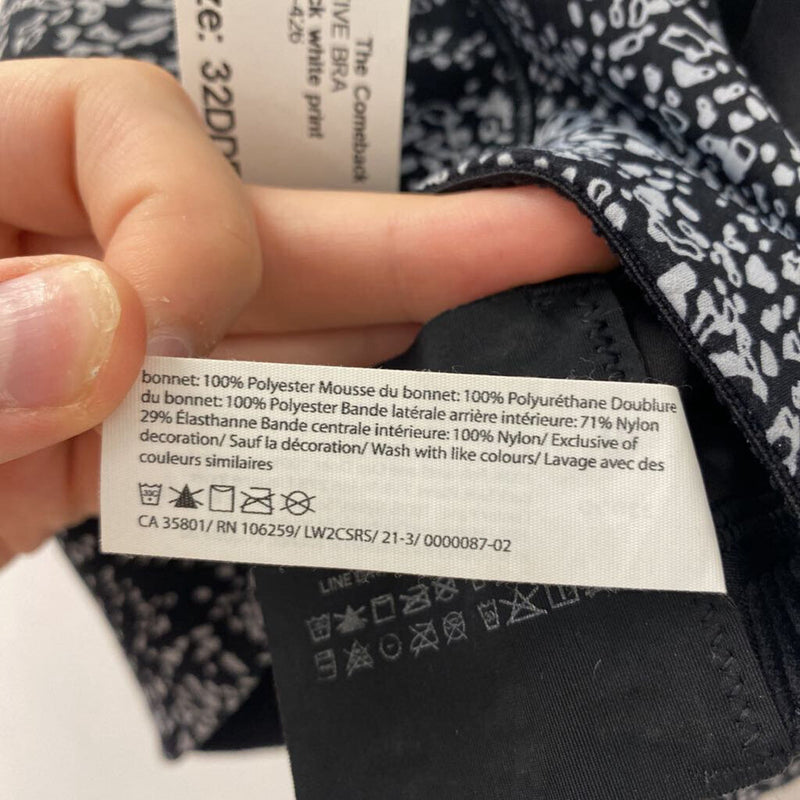 The Comeback
TIVE BRA
ck white print
-426
ze: 32DD
bonnet: 100% Polyester Mousse du bonnet: 100% Polyuréthane Doublure
du bonnet: 100% Polyester Bande latérale arrière intérieure: 71% Nylon
29% Élasthanne Bande centrale intérieure: 100% Nylon/ Exclusive of
decoration/ Sauf la décoration/ Wash with like colours/ Lavage avec des
couleurs similaires
CA 35801/ RN 106259/ LW2CSRS/ 21-3/ 0000087-02
LINE